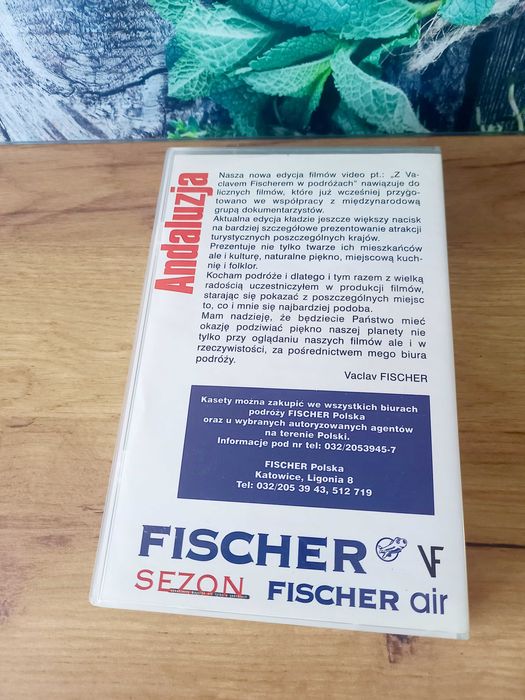 Andaluzja
Nasza nowa edycja filmów video pt.: „Z Va-
clavem Fischerem w podróżach” nawiązuje do
licznych filmów, które już wcześniej przygo-
towano we współpracy z międzynarodową
grupą dokumentarzystów.
Aktualna edycja kładzie jeszcze większy nacisk
na bardziej szczegółowe prezentowanie atrakcji
turystycznych poszczególnych krajów.
Prezentuje nie tylko twarze ich mieszkańców
ale i kulturę, naturalne piękno, miejscową kuch-
nię i folklor.
Kocham podróże i dlatego i tym razem z wielką
radością uczestniczyłem w produkcji filmów,
starając się pokazać z poszczególnych miejsc
to, co i mnie się najbardziej podoba.
Mam nadzieję, że będziecie Państwo mieć
okazję podziwiać piękno naszej planety nie
tylko przy oglądaniu naszych filmów ale i w
rzeczywistości, za pośrednictwem mego biura
podróży.
Vaclav FISCHER
Kasety można zakupić we wszystkich biurach
podróży FISCHER Polska
oraz u wybranych autoryzowanych agentów
na terenie Polski.
Informacje pod nr tel: 032/2053945-7
FISCHER Polska
Katowice, Ligonia 8
Tel: 032/205 39 43, 512 719
FISCHER
VF
SEZON
FISCHER air